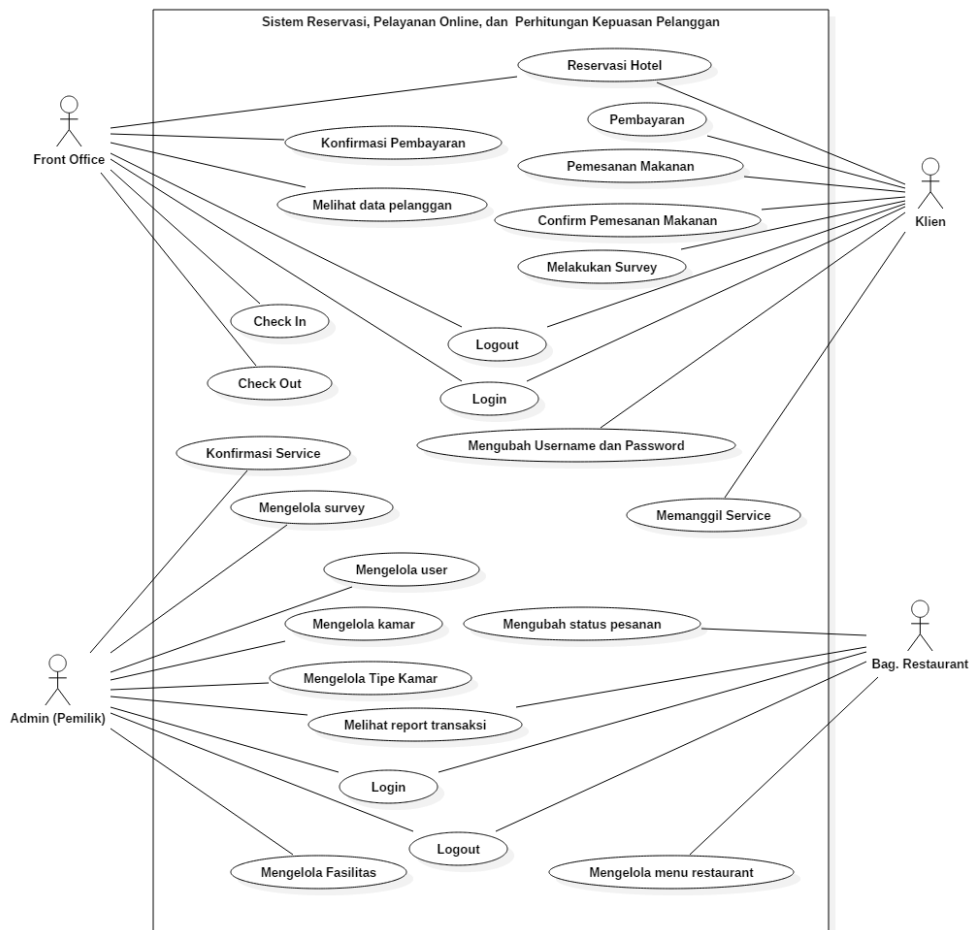 Sistem Reservasi, Pelayanan Online, dan Perhitungan Kepuasan Pelanggan
Reservasi Hotel
Pembayaran
Konfirmasi Pembayaran
Front Office
Pemesanan Makanan
Melihat data pelanggan
Confirm Pemesanan Makanan
Klien
Melakukan Survey
Check In
Logout
Check Out
Login
Mengubah Username dan Password
Konfirmasi Service
Mengelola survey
Memanggil Service
Mengelola user
Mengelola kamar
Mengubah status pesanan
Bag. Restaurant
Mengelola Tipe Kamar
Admin (Pemilik)
Melihat report transaksi
Login
Logout
Mengelola Fasilitas
Mengelola menu restaurant